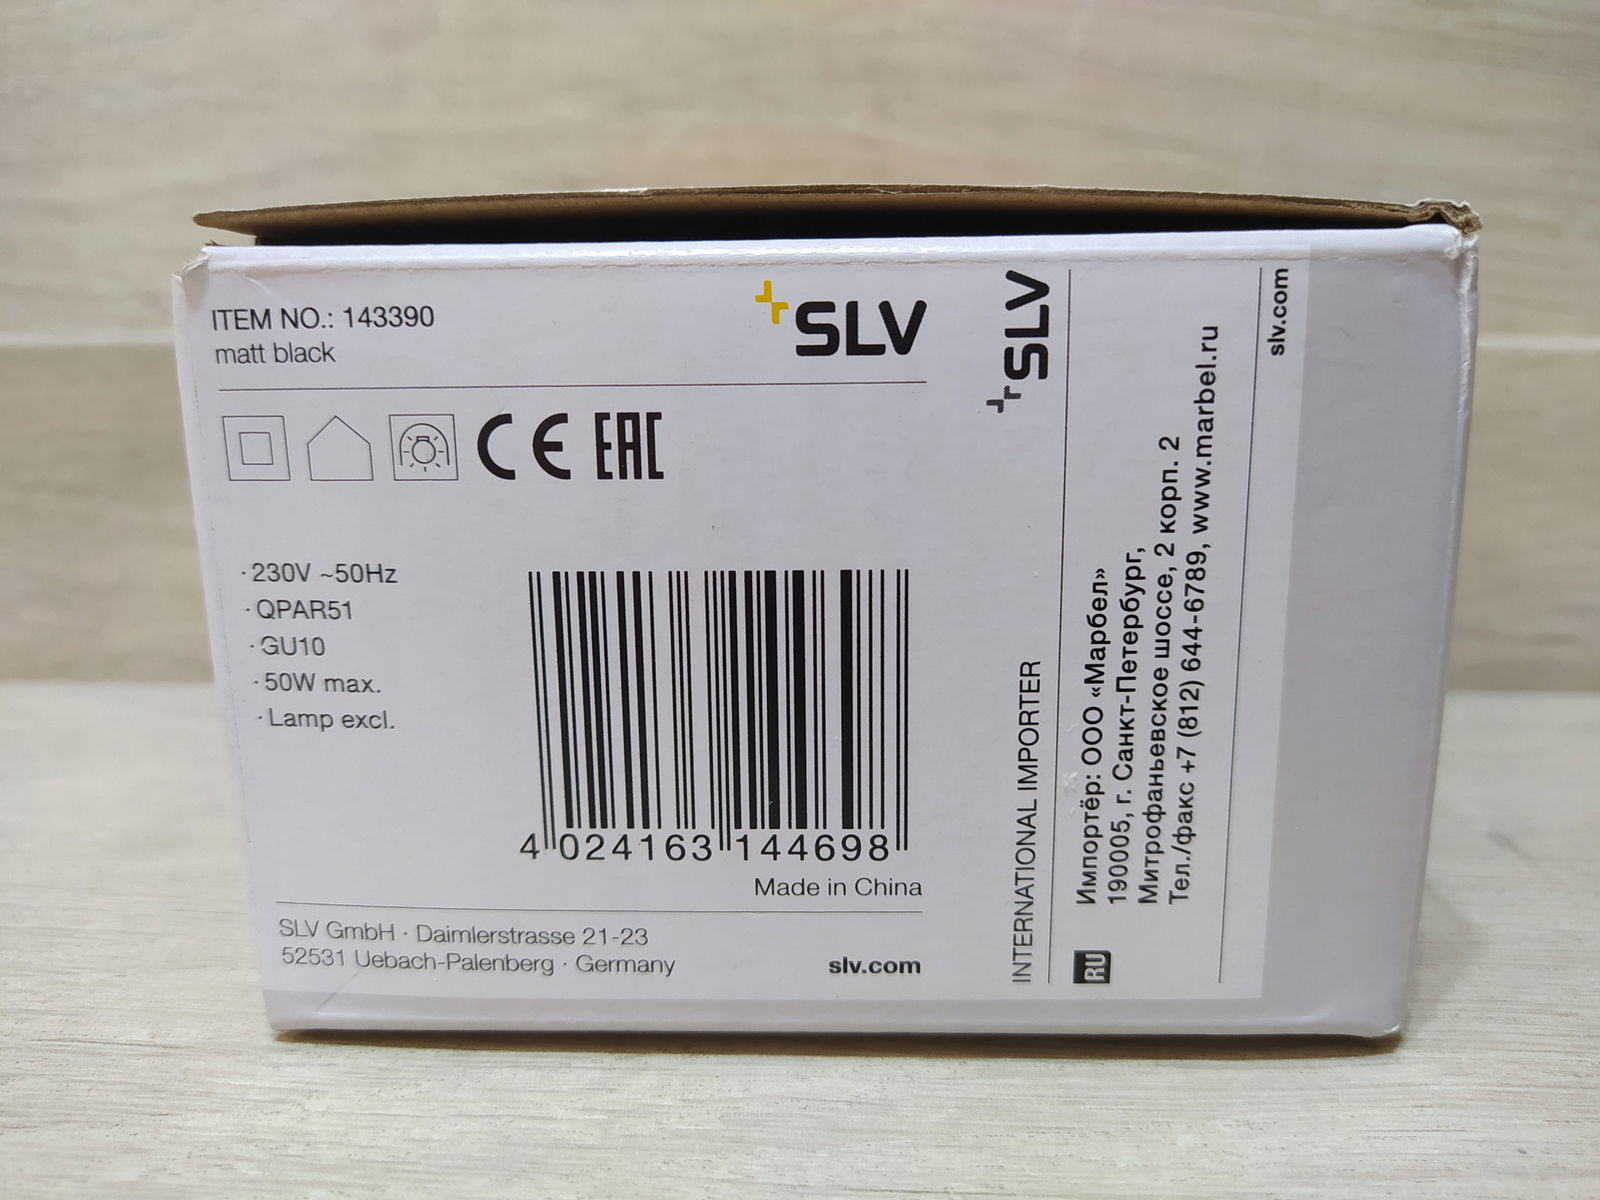 ITEM NO.: 143390
matt black
SLV
CE EAC
·230V ~50Hz
·QPAR51
·GU10
·50W max.
·Lamp excl.
4 024163 144698
Made in China
SLV GmbH · Daimlerstrasse 21-23
52531 Uebach-Palenberg · Germany
slv.com
SLV
INTERNATIONAL IMPORTER
RU
Импортёр: ООО «Марбел»
190005, г. Санкт-Петербург,
Митрофаньевское шоссе, 2 корп. 2
Тел./факс +7 (812) 644-6789, www.marbel.ru
slv.com